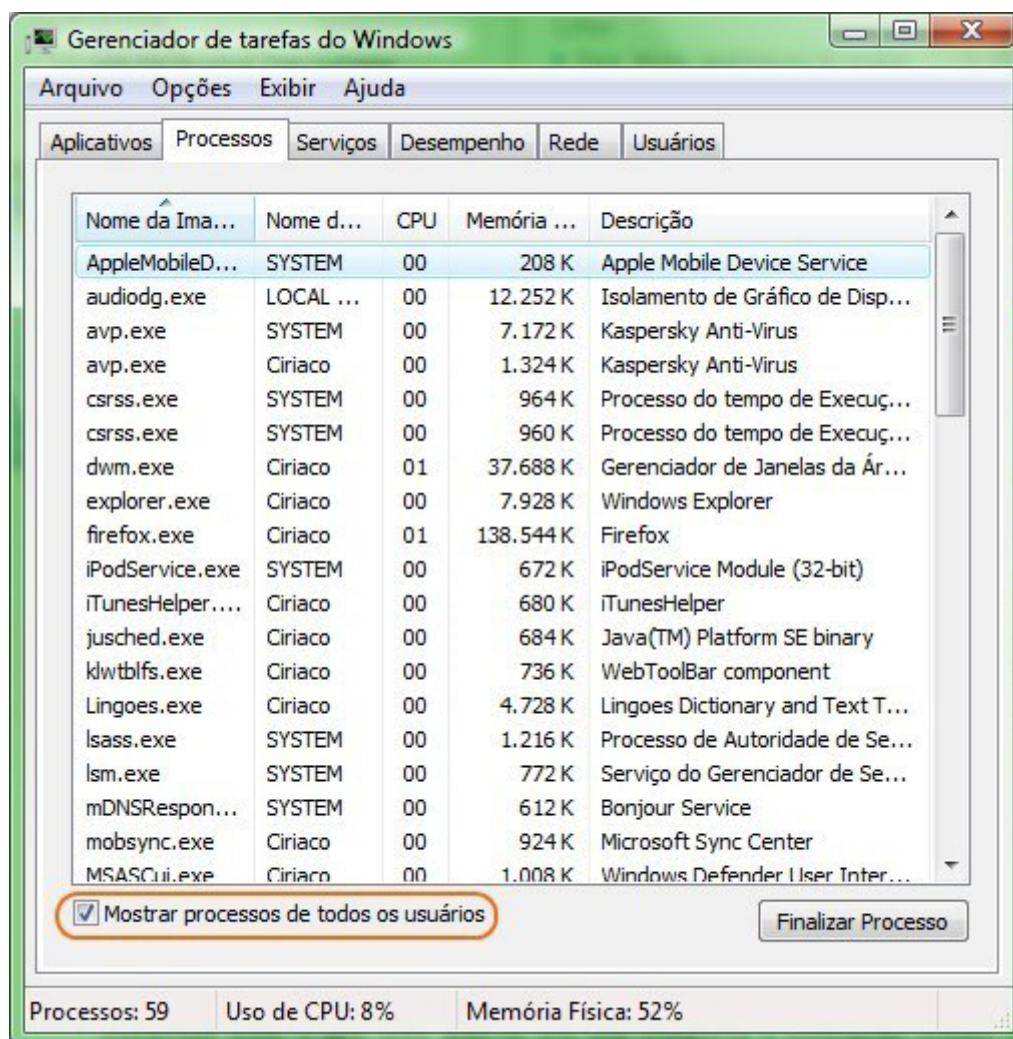 Gerenciador de tarefas do Windows
Arquivo Opções Exibir Ajuda
Aplicativos Processos Serviços Desempenho Rede Usuários
Nome da Ima... Nome d... CPU Memória ... Descrição
AppleMobileD... SYSTEM 00 208 K Apple Mobile Device Service
audiodg.exe LOCAL ... 00 12.252 K Isolamento de Gráfico de Disp...
avp.exe SYSTEM 00 7.172 K Kaspersky Anti-Virus
avp.exe Ciriaco 00 1.324 K Kaspersky Anti-Virus
csrss.exe SYSTEM 00 964 K Processo do tempo de Execuç...
csrss.exe SYSTEM 00 960 K Processo do tempo de Execuç...
dwm.exe Ciriaco 01 37.688 K Gerenciador de Janelas da Ár...
explorer.exe Ciriaco 00 7.928 K Windows Explorer
firefox.exe Ciriaco 01 138.544 K Firefox
iPodService.exe SYSTEM 00 672 K iPodService Module (32-bit)
iTunesHelper.... Ciriaco 00 680 K iTunesHelper
jusched.exe Ciriaco 00 684 K Java(TM) Platform SE binary
klwtblfs.exe Ciriaco 00 736 K WebToolBar component
Lingoes.exe Ciriaco 00 4.728 K Lingoes Dictionary and Text T...
lsass.exe SYSTEM 00 1.216 K Processo de Autoridade de Se...
lsm.exe SYSTEM 00 772 K Serviço do Gerenciador de Se...
mDNSRespon... SYSTEM 00 612 K Bonjour Service
mobsync.exe Ciriaco 00 924 K Microsoft Sync Center
MSASCui.exe Ciriaco 00 1.008 K Windows Defender User Inter...
Mostrar processos de todos os usuários
Finalizar Processo
Processos: 59 Uso de CPU: 8% Memória Física: 52%